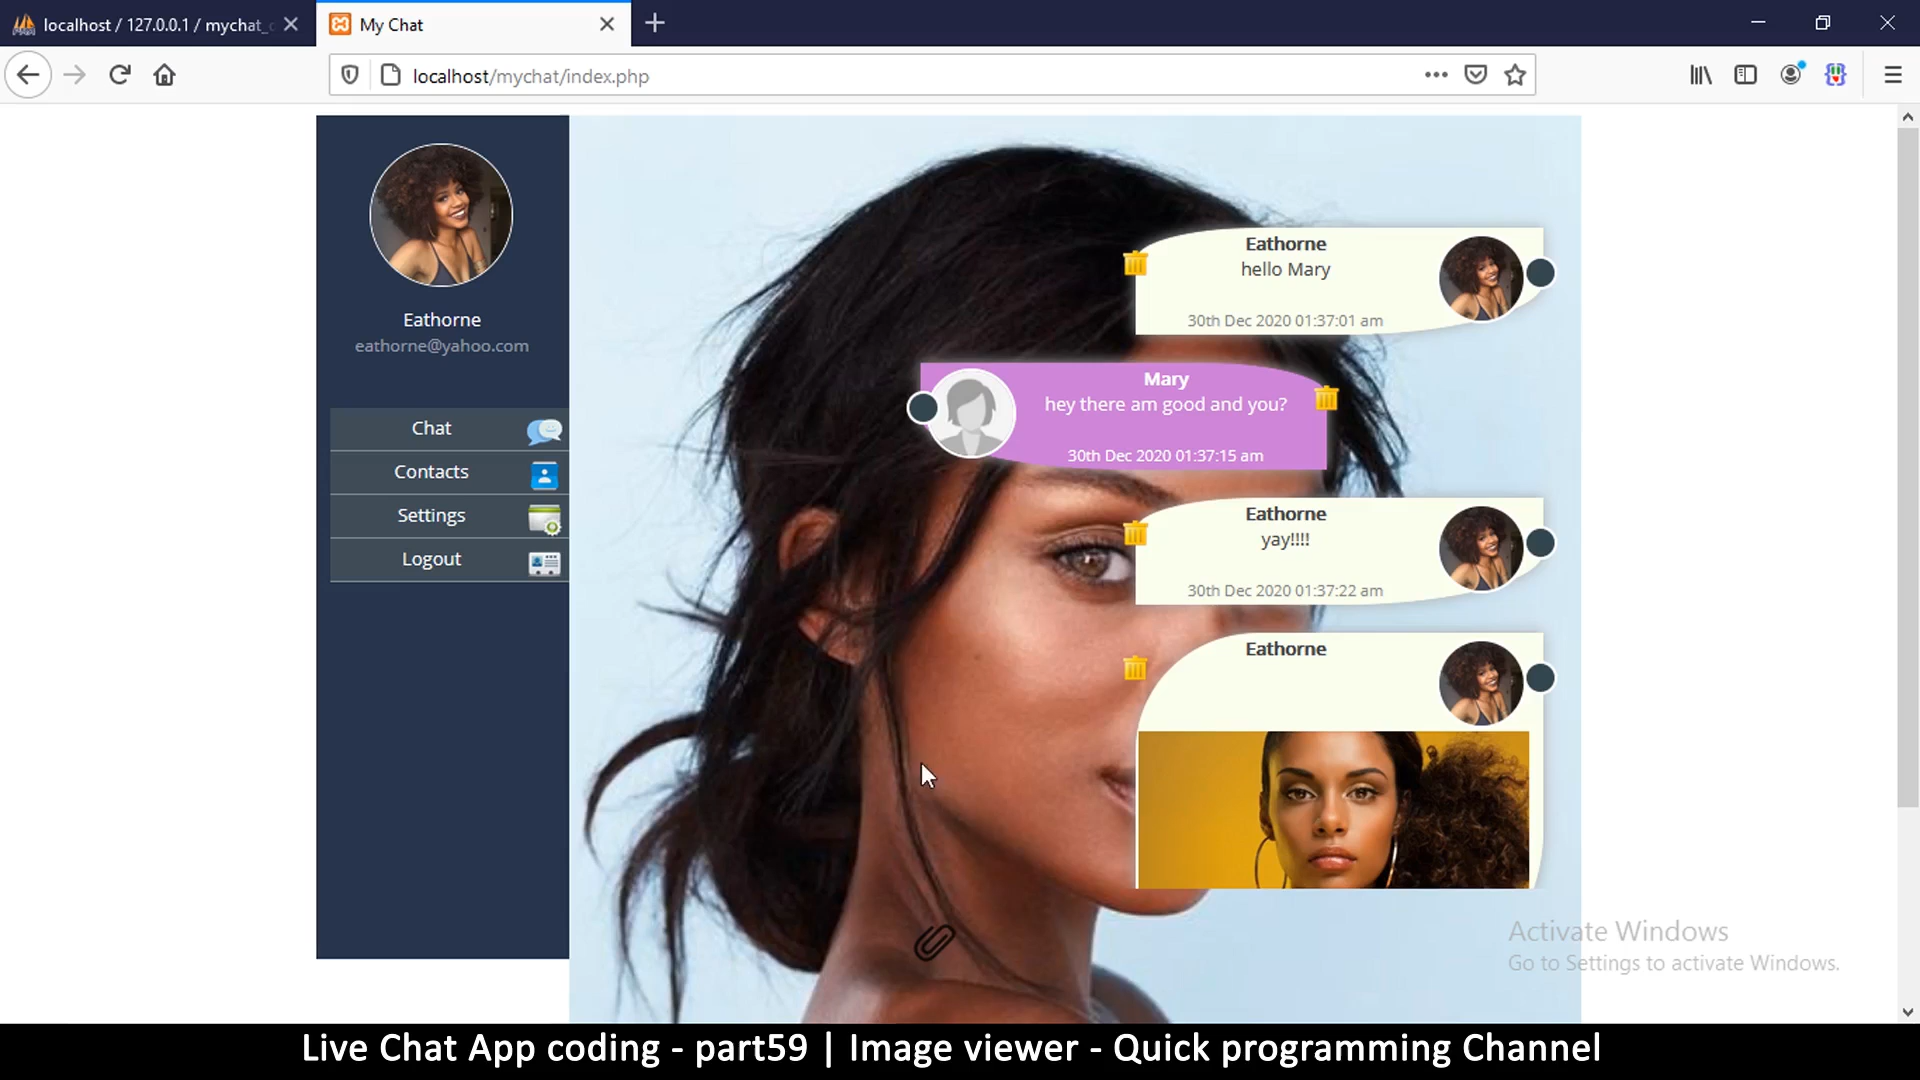 localhost / 127.0.0.1 / mychat_
My Chat
localhost/mychat/index.php
Eathorne
eathorne@yahoo.com
Chat
Contacts
Settings
Logout
Eathorne
hello Mary
30th Dec 2020 01:37:01 am
Mary
hey there am good and you?
30th Dec 2020 01:37:15 am
Eathorne
yay!!!!
30th Dec 2020 01:37:22 am
Eathorne
Activate Windows
Go to Settings to activate Windows.
Live Chat App coding - part59 | Image viewer - Quick programming Channel